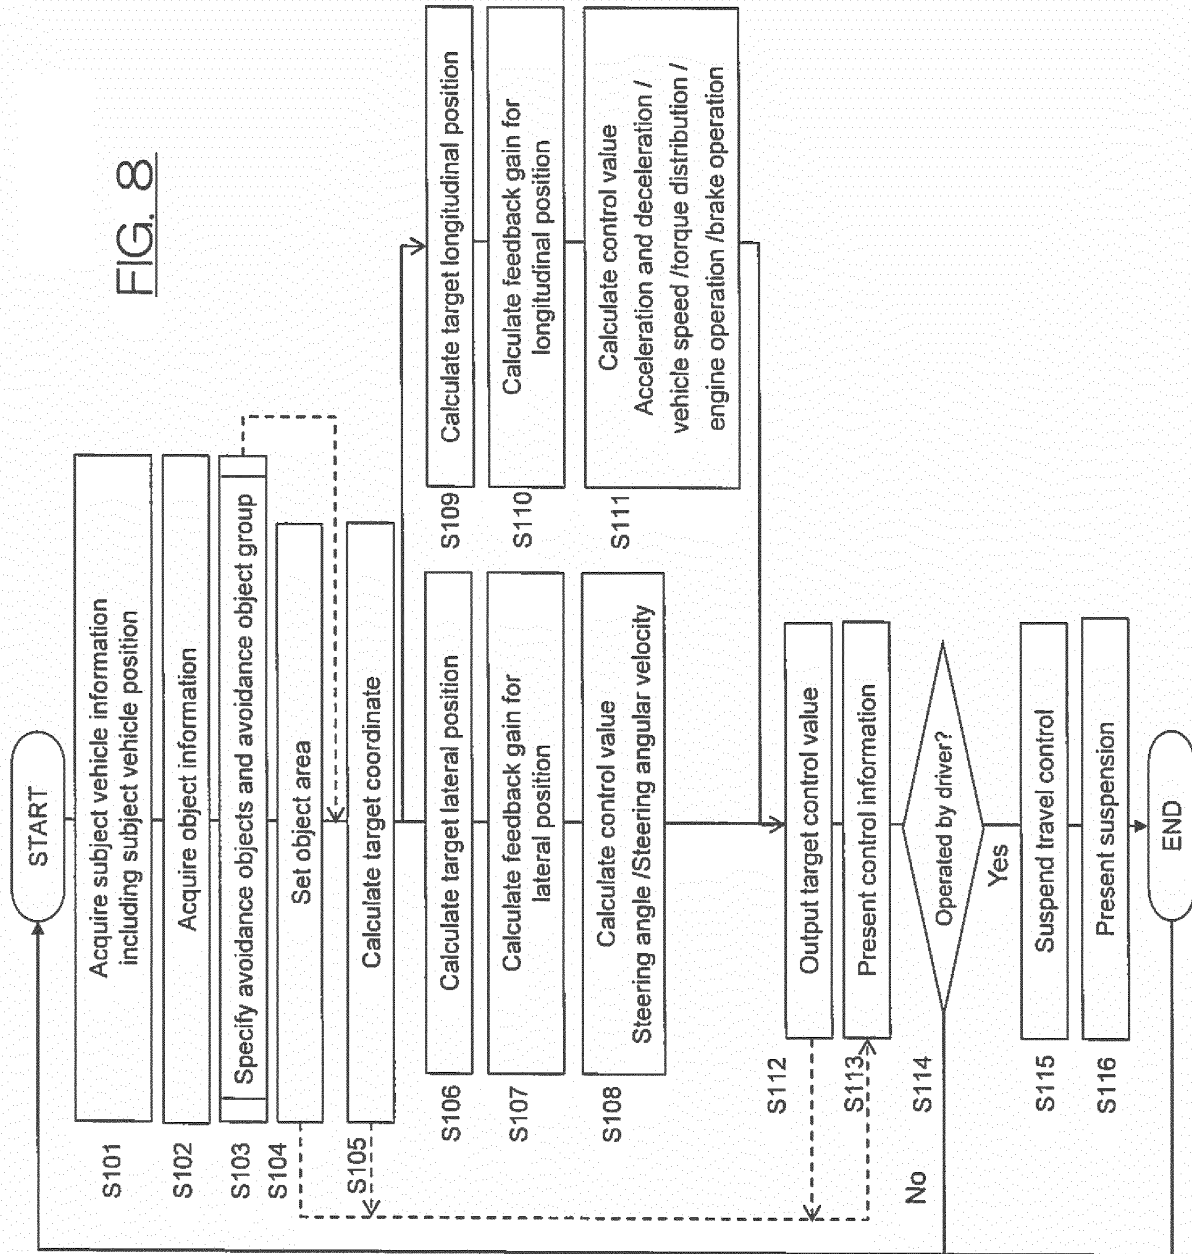 FIG. 8
START
S101
Acquire subject vehicle information
including subject vehicle position
S102
Acquire object information
S103
Specify avoidance objects and avoidance object group
S104
Set object area
S105
Calculate target coordinate
S106
Calculate target lateral position
S107
Calculate feedback gain for
lateral position
S108
Calculate control value
Steering angle /Steering angular velocity
S109
Calculate target longitudinal position
S110
Calculate feedback gain for
longitudinal position
S111
Calculate control value
Acceleration and deceleration /
vehicle speed /torque distribution /
engine operation /brake operation
S112
Output target control value
S113
Present control information
S114
Operated by driver?
No
Yes
S115
Suspend travel control
S116
Present suspension
END